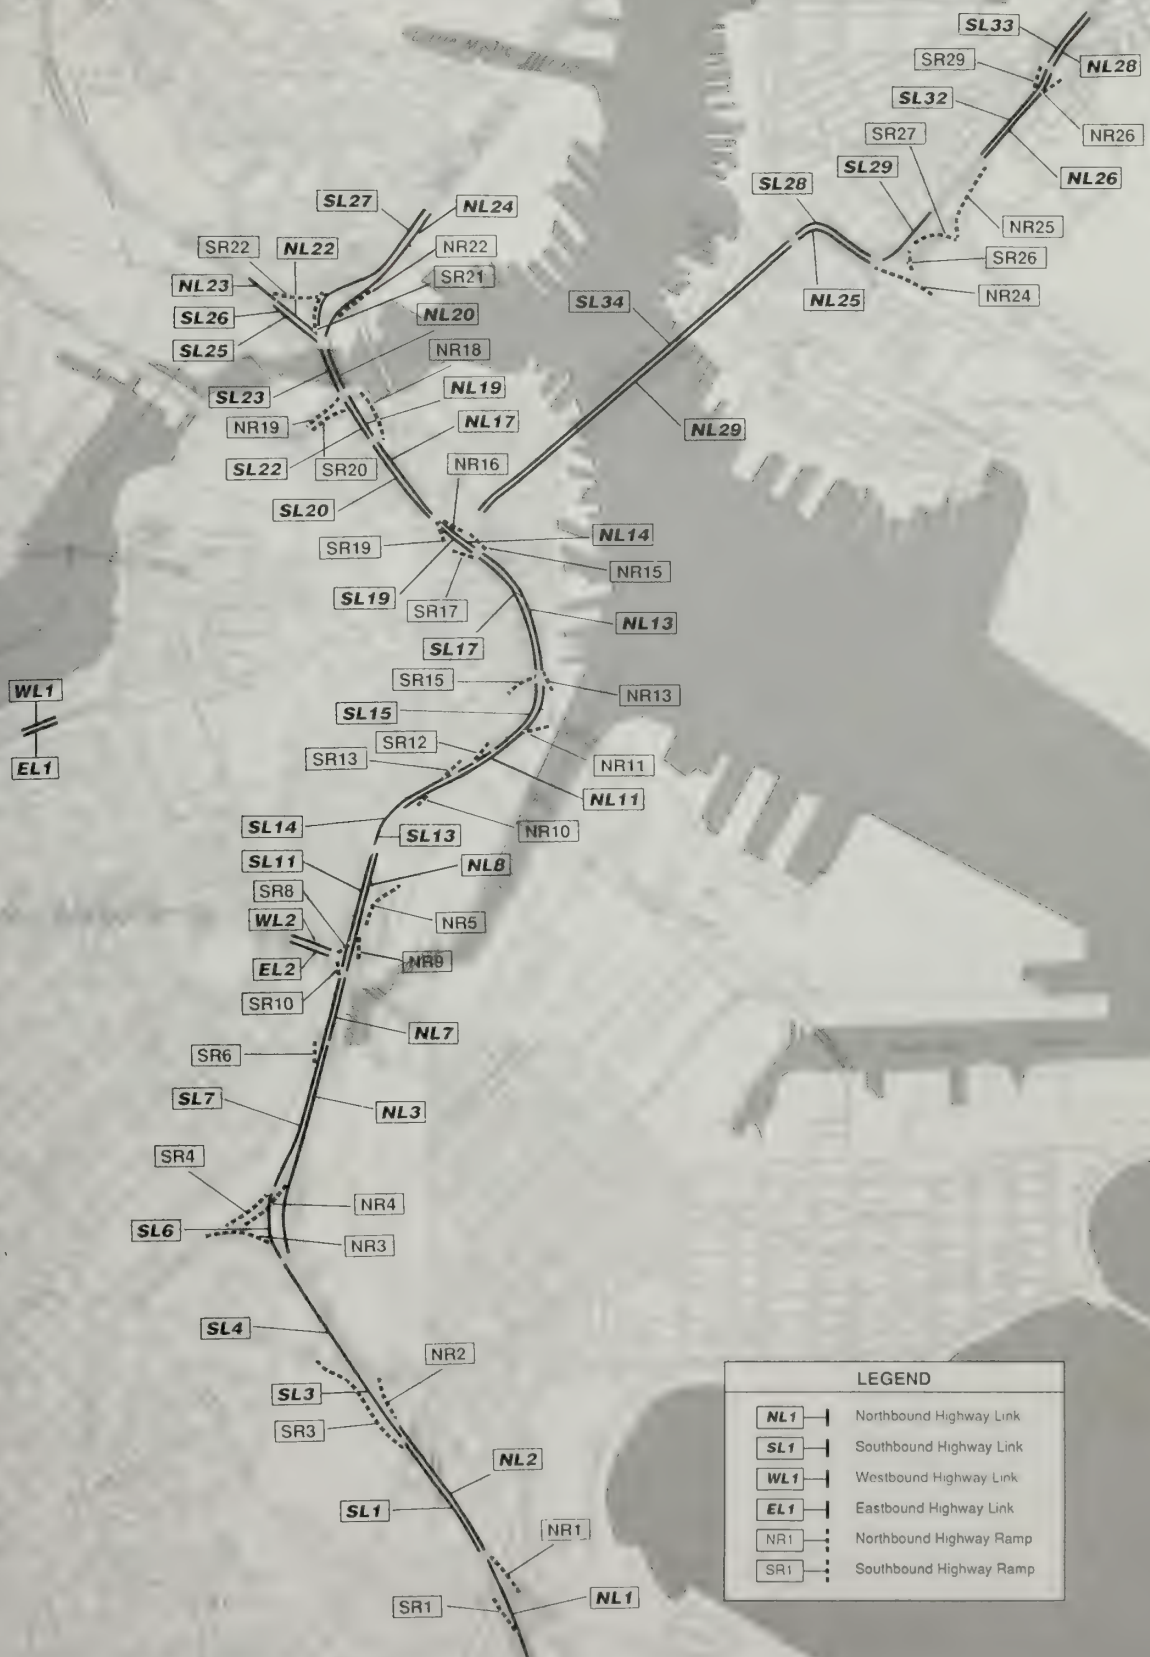 SL33
SR29
NL28
SL32
NR26
SR27
SL29
NL26
SL28
SL27
NL24
NR25
SR22
NL22
NR22
SR26
NL23
SR21
NR24
NL25
SL34
SL26
NL20
SL25
NR18
SL23
NL19
NR19
NL17
NL29
SL22
SR20
NR16
SL20
NL14
SR19
NR15
SL19
SR17
NL13
SL17
SR15
NR13
WL1
SL15
SR12
SR13
NR11
EL1
NL11
SL14
NR10
SL13
SL11
NL8
SR8
WL2
NR5
EL2
NR9
SR10
NL7
SR6
SL7
NL3
SR4
NR4
SL6
NR3
SL4
NR2
SL3
SR3
NL2
SL1
NR1
SR1
NL1
LEGEND
NL1 Northbound Highway Link
SL1 Southbound Highway Link
WL1 Westbound Highway Link
EL1 Eastbound Highway Link
NR1 Northbound Highway Ramp
SR1 Southbound Highway Ramp